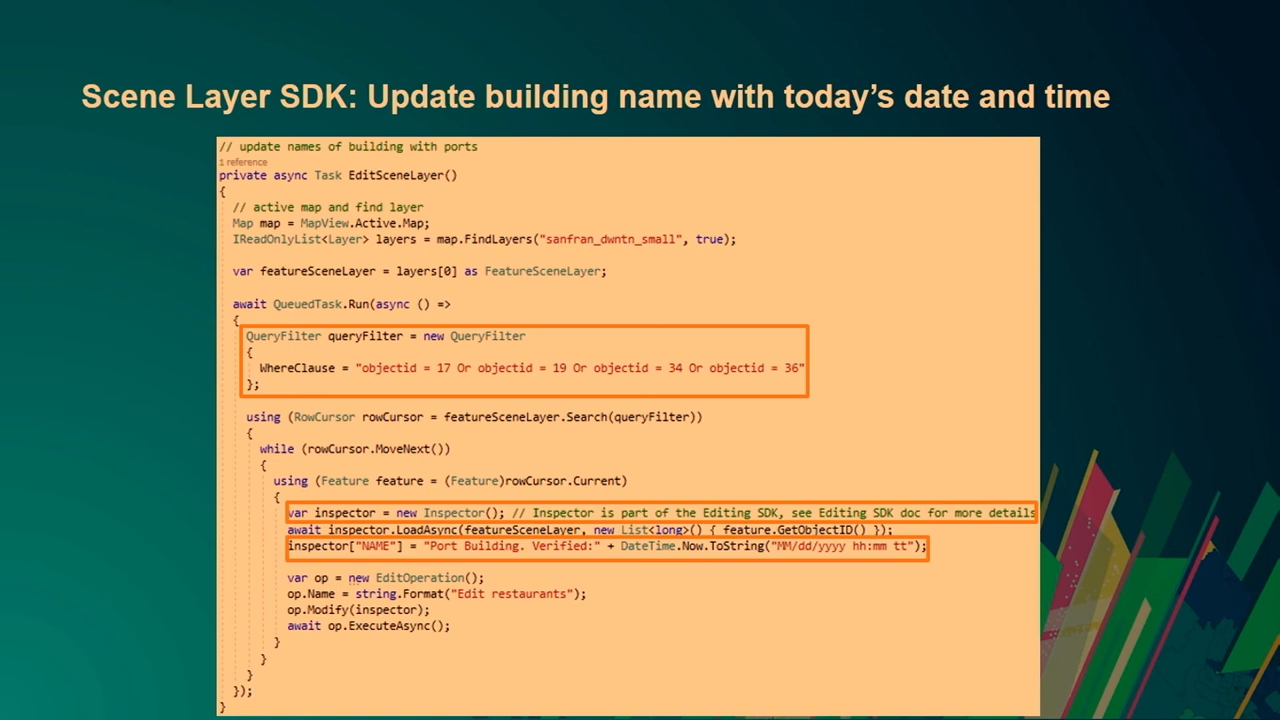 Scene Layer SDK: Update building name with today’s date and time
// update names of building with ports
1 reference
private async Task EditSceneLayer()
{
// active map and find layer
Map map = MapView.Active.Map;
IReadOnlyList<Layer> layers = map.FindLayers("sanfran_dwntn_small", true);
var featureSceneLayer = layers[0] as FeatureSceneLayer;
await QueuedTask.Run(async () =>
{
QueryFilter queryFilter = new QueryFilter
{
WhereClause = "objectid = 17 Or objectid = 19 Or objectid = 34 Or objectid = 36"
};
using (RowCursor rowCursor = featureSceneLayer.Search(queryFilter))
{
while (rowCursor.MoveNext())
{
using (Feature feature = (Feature)rowCursor.Current)
{
var inspector = new Inspector(); // Inspector is part of the Editing SDK, see Editing SDK doc for more details
await inspector.LoadAsync(featureSceneLayer, new List<long>() { feature.GetObjectID() });
inspector["NAME"] = "Port Building. Verified:" + DateTime.Now.ToString("MM/dd/yyyy hh:mm tt");
var op = new EditOperation();
op.Name = string.Format("Edit restaurants");
op.Modify(inspector);
await op.ExecuteAsync();
}
}
}
});
}